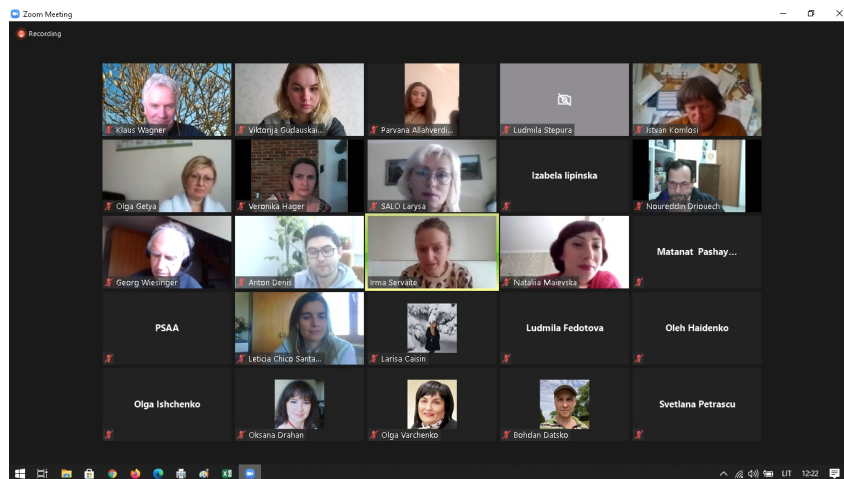 Zoom Meeting
Recording
Klaus Wagner
Viktorija Gudauskai...
Parvana Allahverdi...
Ludmila Stepura
Istvan Komlosi
Olga Getya
Veronika Hager
SALO Larysa
Izabela lipinska
Noureddin Driouech
Georg Wiesinger
Anton Denis
Irma Servaite
Nataliia Maievska
Matanat Pashay...
PSAA
Leticia Chico Santa...
Larisa Caisin
Ludmila Fedotova
Oleh Haidenko
Olga Ishchenko
Oksana Drahan
Olga Varchenko
Bohdan Datsko
Svetlana Petrascu
LIT
12:22